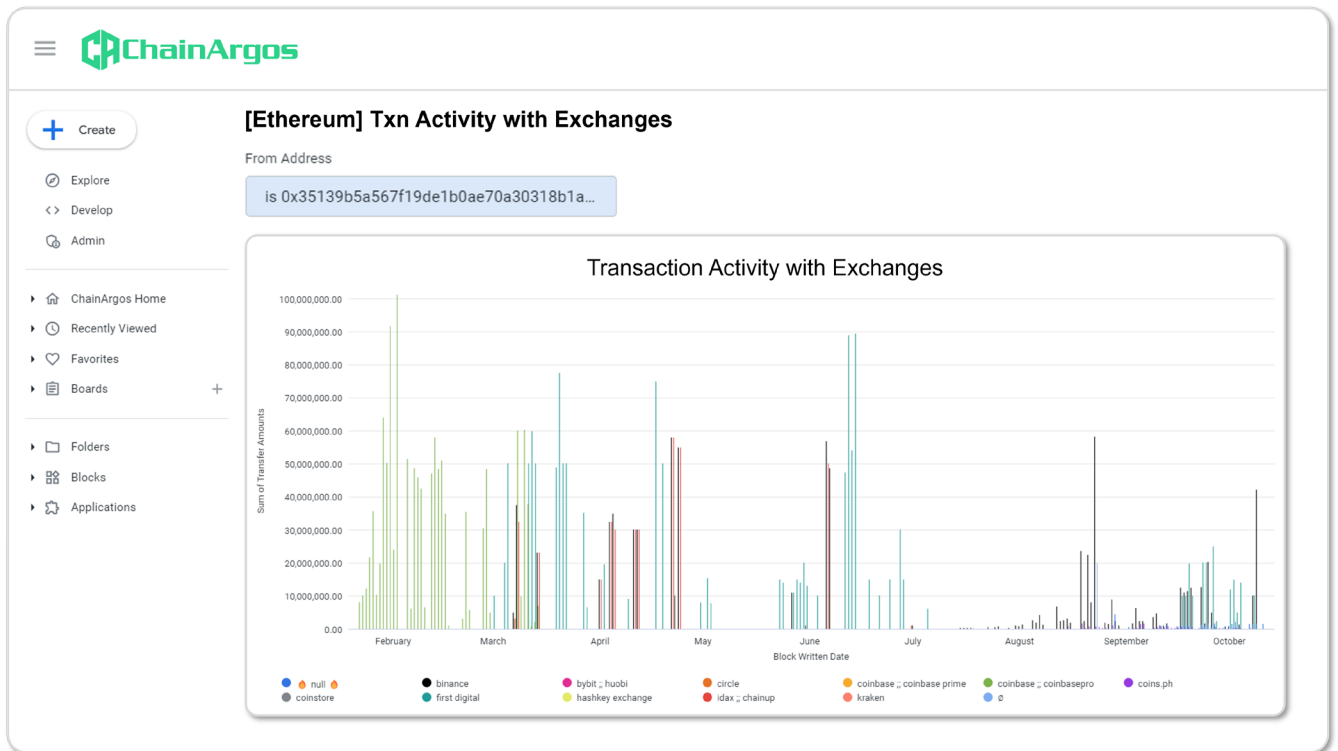 ChainArgos
Create
Explore
Develop
Admin
ChainArgos Home
Recently Viewed
Favorites
Boards
Folders
Blocks
Applications
[Ethereum] Txn Activity with Exchanges
From Address
is 0x35139b5a567f19de1b0ae70a30318b1a...
Transaction Activity with Exchanges
Sum of Transfer Amounts
100,000,000.00
90,000,000.00
80,000,000.00
70,000,000.00
60,000,000.00
50,000,000.00
40,000,000.00
30,000,000.00
20,000,000.00
10,000,000.00
0.00
February March April May June July August September October
Block Written Date
🔥 null 🔥 binance bybit ;; huobi circle coinbase ;; coinbase prime coinbase ;; coinbasepro coins.ph
coinstore first digital hashkey exchange idax ;; chainup kraken ∅